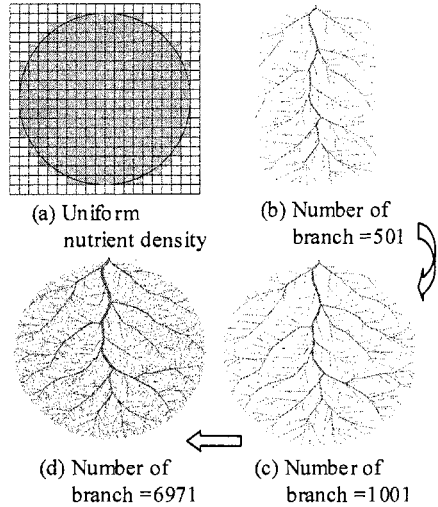 (a) Uniform
nutrient density
(b) Number of
branch =501
(d) Number of
branch =6971
(c) Number of
branch =1001